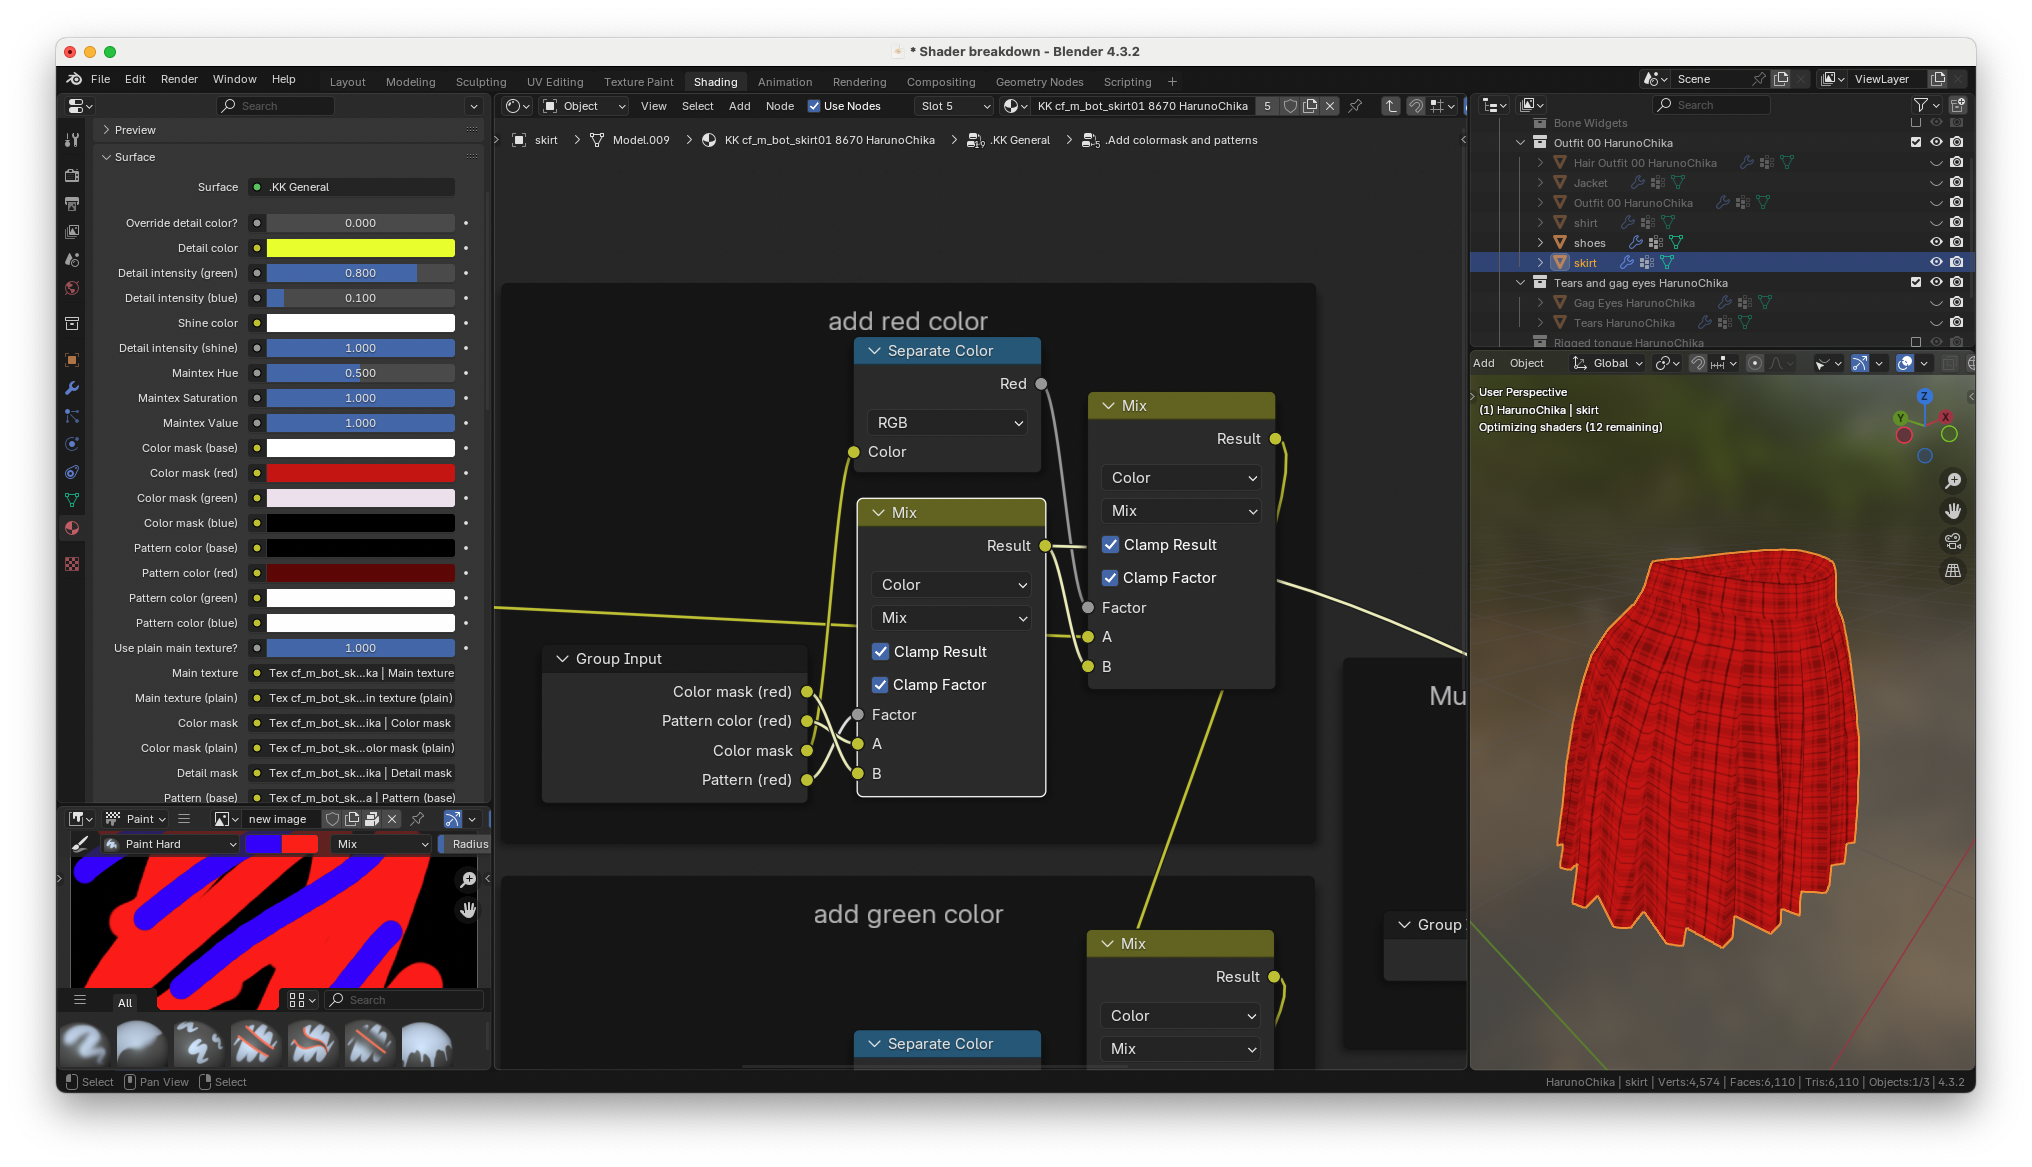 * Shader breakdown - Blender 4.3.2
File Edit Render Window Help
Layout Modeling Sculpting UV Editing Texture Paint Shading Animation Rendering Compositing Geometry Nodes Scripting +
Scene ViewLayer
Search
Preview
Surface
Surface .KK General
Override detail color? 0.000
Detail color
Detail intensity (green) 0.800
Detail intensity (blue) 0.100
Shine color
Detail intensity (shine) 1.000
Maintex Hue 0.500
Maintex Saturation 1.000
Maintex Value 1.000
Color mask (base)
Color mask (red)
Color mask (green)
Color mask (blue)
Pattern color (base)
Pattern color (red)
Pattern color (green)
Pattern color (blue)
Use plain main texture? 1.000
Main texture Tex cf_m_bot_sk...ka | Main texture
Main texture (plain) Tex cf_m_bot_sk...in texture (plain)
Color mask Tex cf_m_bot_sk...ika | Color mask
Color mask (plain) Tex cf_m_bot_sk...olor mask (plain)
Detail mask Tex cf_m_bot_sk...ika | Detail mask
Pattern (base) Tex cf_m_bot_sk...a | Pattern (base)
Paint new image
Paint Hard Mix Radius
All Search
Object View Select Add Node Use Nodes Slot 5 KK cf_m_bot_skirt01 8670 HarunoChika 5
skirt Model.009 KK cf_m_bot_skirt01 8670 HarunoChika .KK General .Add colormask and patterns
add red color
Separate Color
Red
RGB
Color
Mix
Result
Color
Mix
Clamp Result
Clamp Factor
Factor
A
B
Mix
Result
Color
Mix
Clamp Result
Clamp Factor
Factor
A
B
Group Input
Color mask (red)
Pattern color (red)
Color mask
Pattern (red)
add green color
Mix
Result
Color
Mix
Separate Color
Mu
Group
Search
Bone Widgets
Outfit 00 HarunoChika
Hair Outfit 00 HarunoChika
Jacket
Outfit 00 HarunoChika
shirt
shoes
skirt
Tears and gag eyes HarunoChika
Gag Eyes HarunoChika
Tears HarunoChika
Rigged tongue HarunoChika
Add Object Global
User Perspective
(1) HarunoChika | skirt
Optimizing shaders (12 remaining)
Z
Y
X
Select Pan View Select
HarunoChika | skirt | Verts:4,574 | Faces:6,110 | Tris:6,110 | Objects:1/3 | 4.3.2